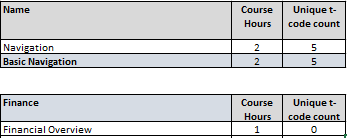 Name Course Hours Unique t-code count
Navigation 2 5
Basic Navigation 2 5
Finance Course Hours Unique t-code count
Financial Overview 1 0